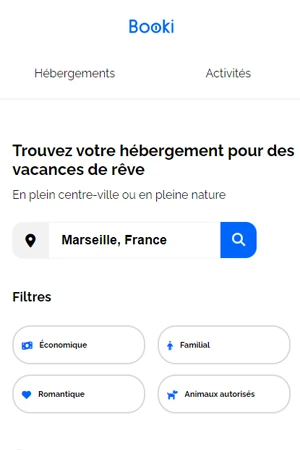 Booki
Hébergements
Activités
Trouvez votre hébergement pour des
vacances de rêve
En plein centre-ville ou en pleine nature
Marseille, France
Filtres
Économique
Familial
Romantique
Animaux autorisés